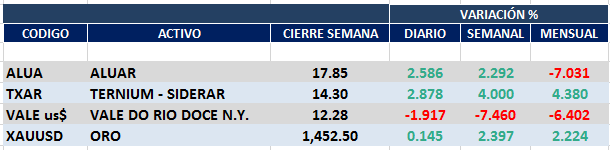 VARIACIÓN %
CODIGO ACTIVO CIERRE SEMANA DIARIO SEMANAL MENSUAL
ALUA ALUAR 17.85 2.586 2.292 -7.031
TXAR TERNIUM - SIDERAR 14.30 2.878 4.000 4.380
VALE us$ VALE DO RIO DOCE N.Y. 12.28 -1.917 -7.460 -6.402
XAUUSD ORO 1,452.50 0.145 2.397 2.224